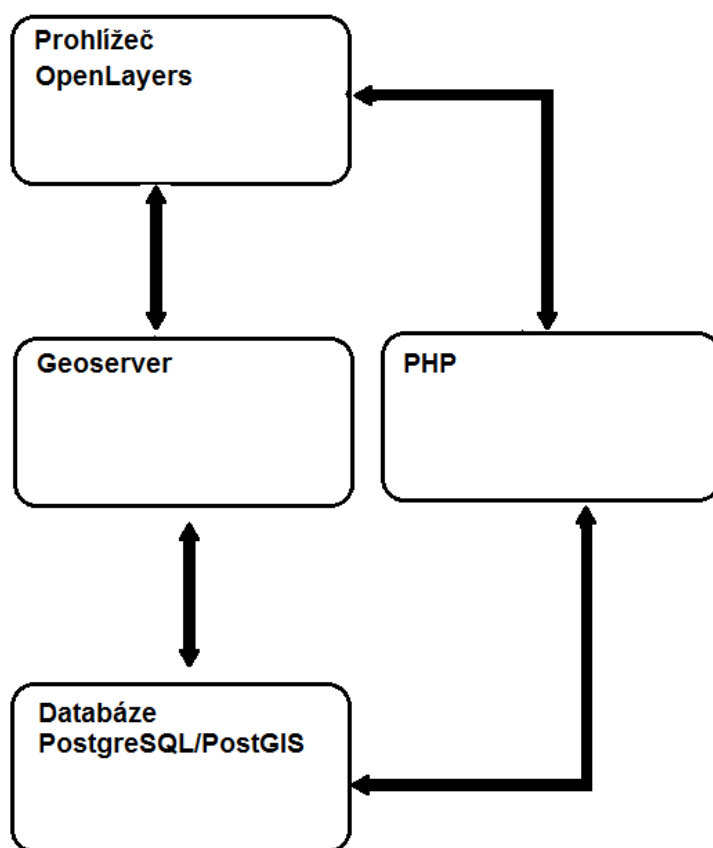 Prohlížeč
OpenLayers
Geoserver
PHP
Databáze
PostgreSQL/PostGIS